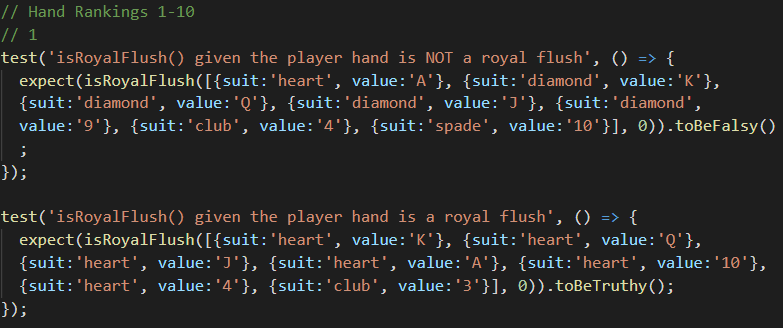 // Hand Rankings 1-10
// 1
test('isRoyalFlush() given the player hand is NOT a royal flush', () => {
  expect(isRoyalFlush([{suit:'heart', value:'A'}, {suit:'diamond', value:'K'},
  {suit:'diamond', value:'Q'}, {suit:'diamond', value:'J'}, {suit:'diamond',
  value:'9'}, {suit:'club', value:'4'}, {suit:'spade', value:'10'}], 0)).toBeFalsy()
  ;
});

test('isRoyalFlush() given the player hand is a royal flush', () => {
  expect(isRoyalFlush([{suit:'heart', value:'K'}, {suit:'heart', value:'Q'},
  {suit:'heart', value:'J'}, {suit:'heart', value:'A'}, {suit:'heart', value:'10'},
  {suit:'heart', value:'4'}, {suit:'club', value:'3'}], 0)).toBeTruthy();
});